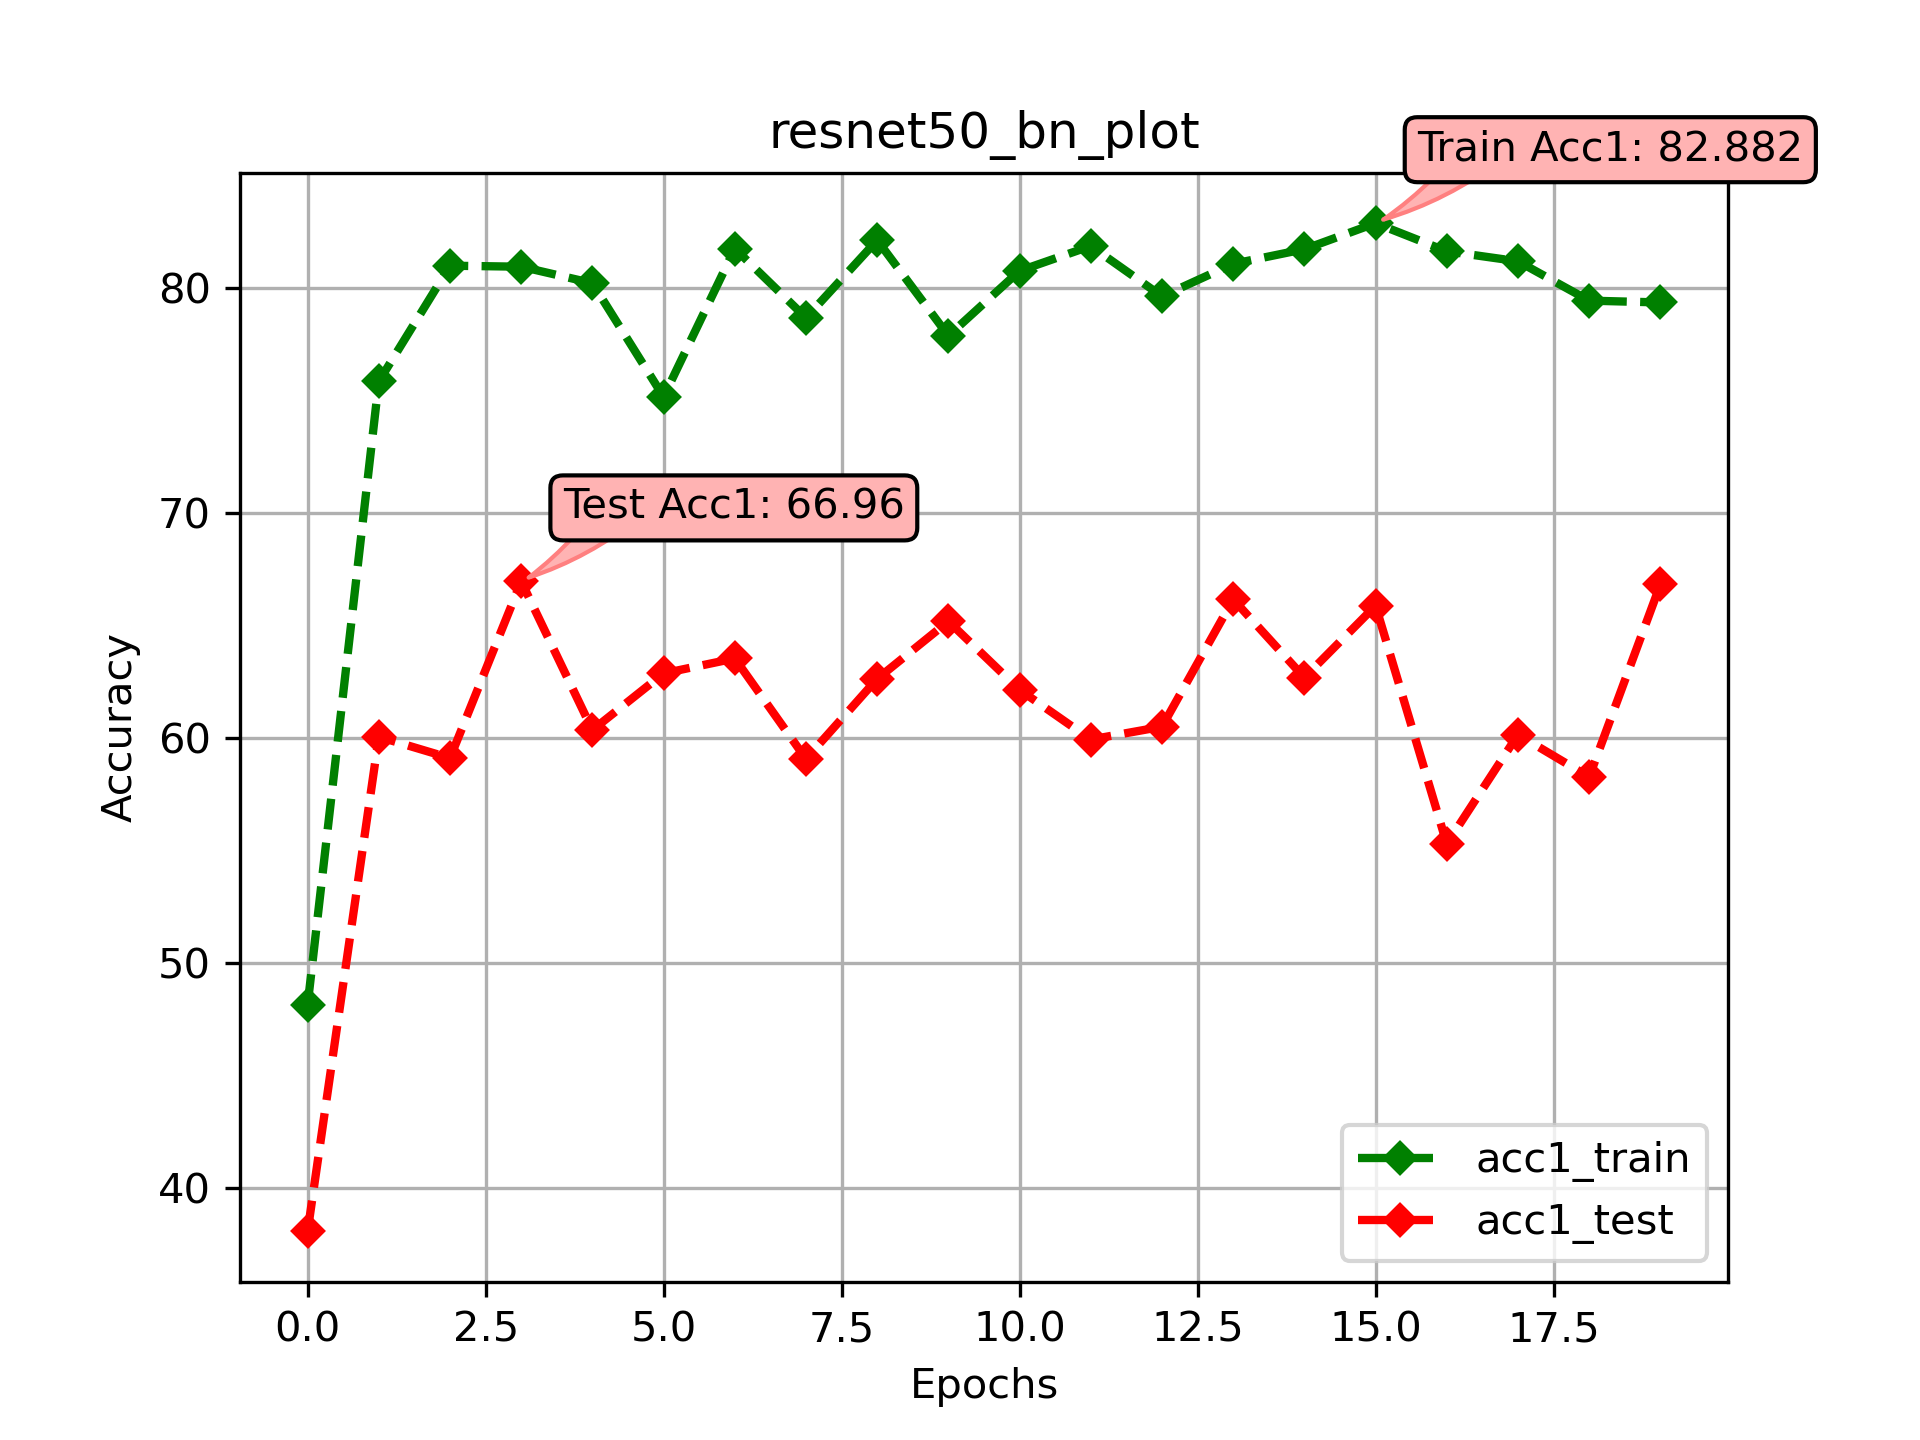 resnet50_bn_plot
Train Acc1: 82.882
Test Acc1: 66.96
Accuracy
80
70
60
50
40
0.0 2.5 5.0 7.5 10.0 12.5 15.0 17.5
Epochs
acc1_train
acc1_test